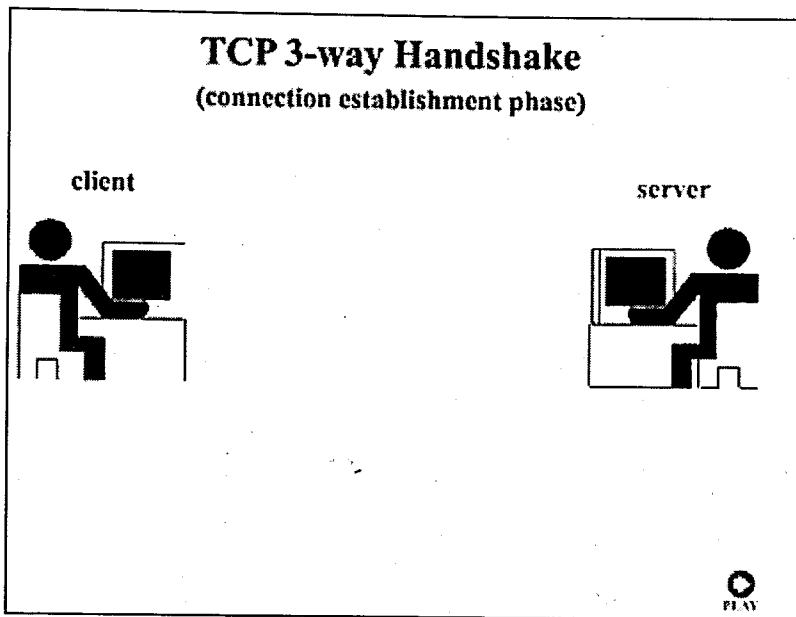 TCP 3-way Handshake
(connection establishment phase)
client
server
PLAY